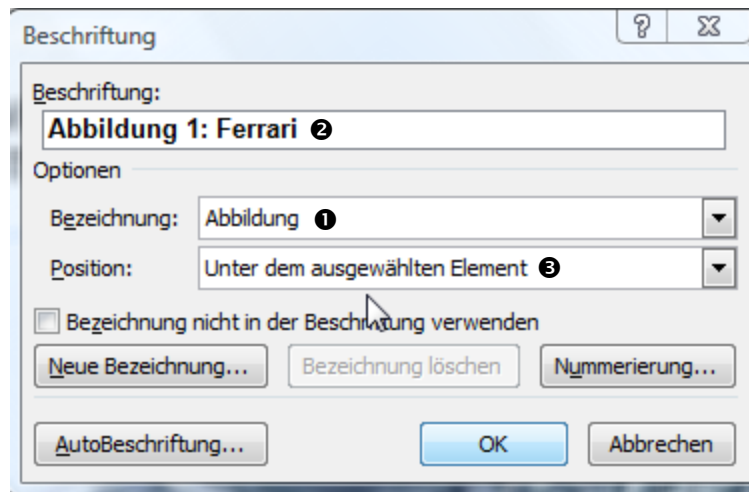 Beschriftung
Beschriftung:
Abbildung 1: Ferrari ❷
Optionen
Bezeichnung: Abbildung ❶
Position: Unter dem ausgewählten Element ❸
Bezeichnung nicht in der Beschriftung verwenden
Neue Bezeichnung... Bezeichnung löschen Nummerierung...
AutoBeschriftung... OK Abbrechen